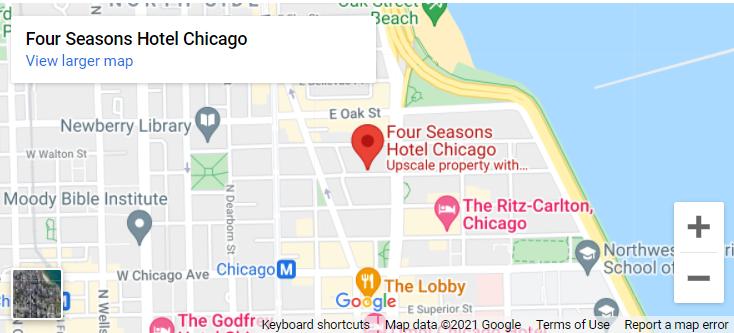 NORTH SIDE
Oak Street
Beach
Four Seasons Hotel Chicago
View larger map
E Bellevue Pl
E Oak St
Newberry Library
Four Seasons
Hotel Chicago
Upscale property with...
W Walton St
Moody Bible Institute
N Dearborn St
The Ritz-Carlton,
Chicago
Northwestern
School of
W Chicago Ave
Chicago M
The Lobby
Google
N Wells
E Superior St
The Godfrey
Keyboard shortcuts
Map data ©2021 Google
Terms of Use
Report a map error